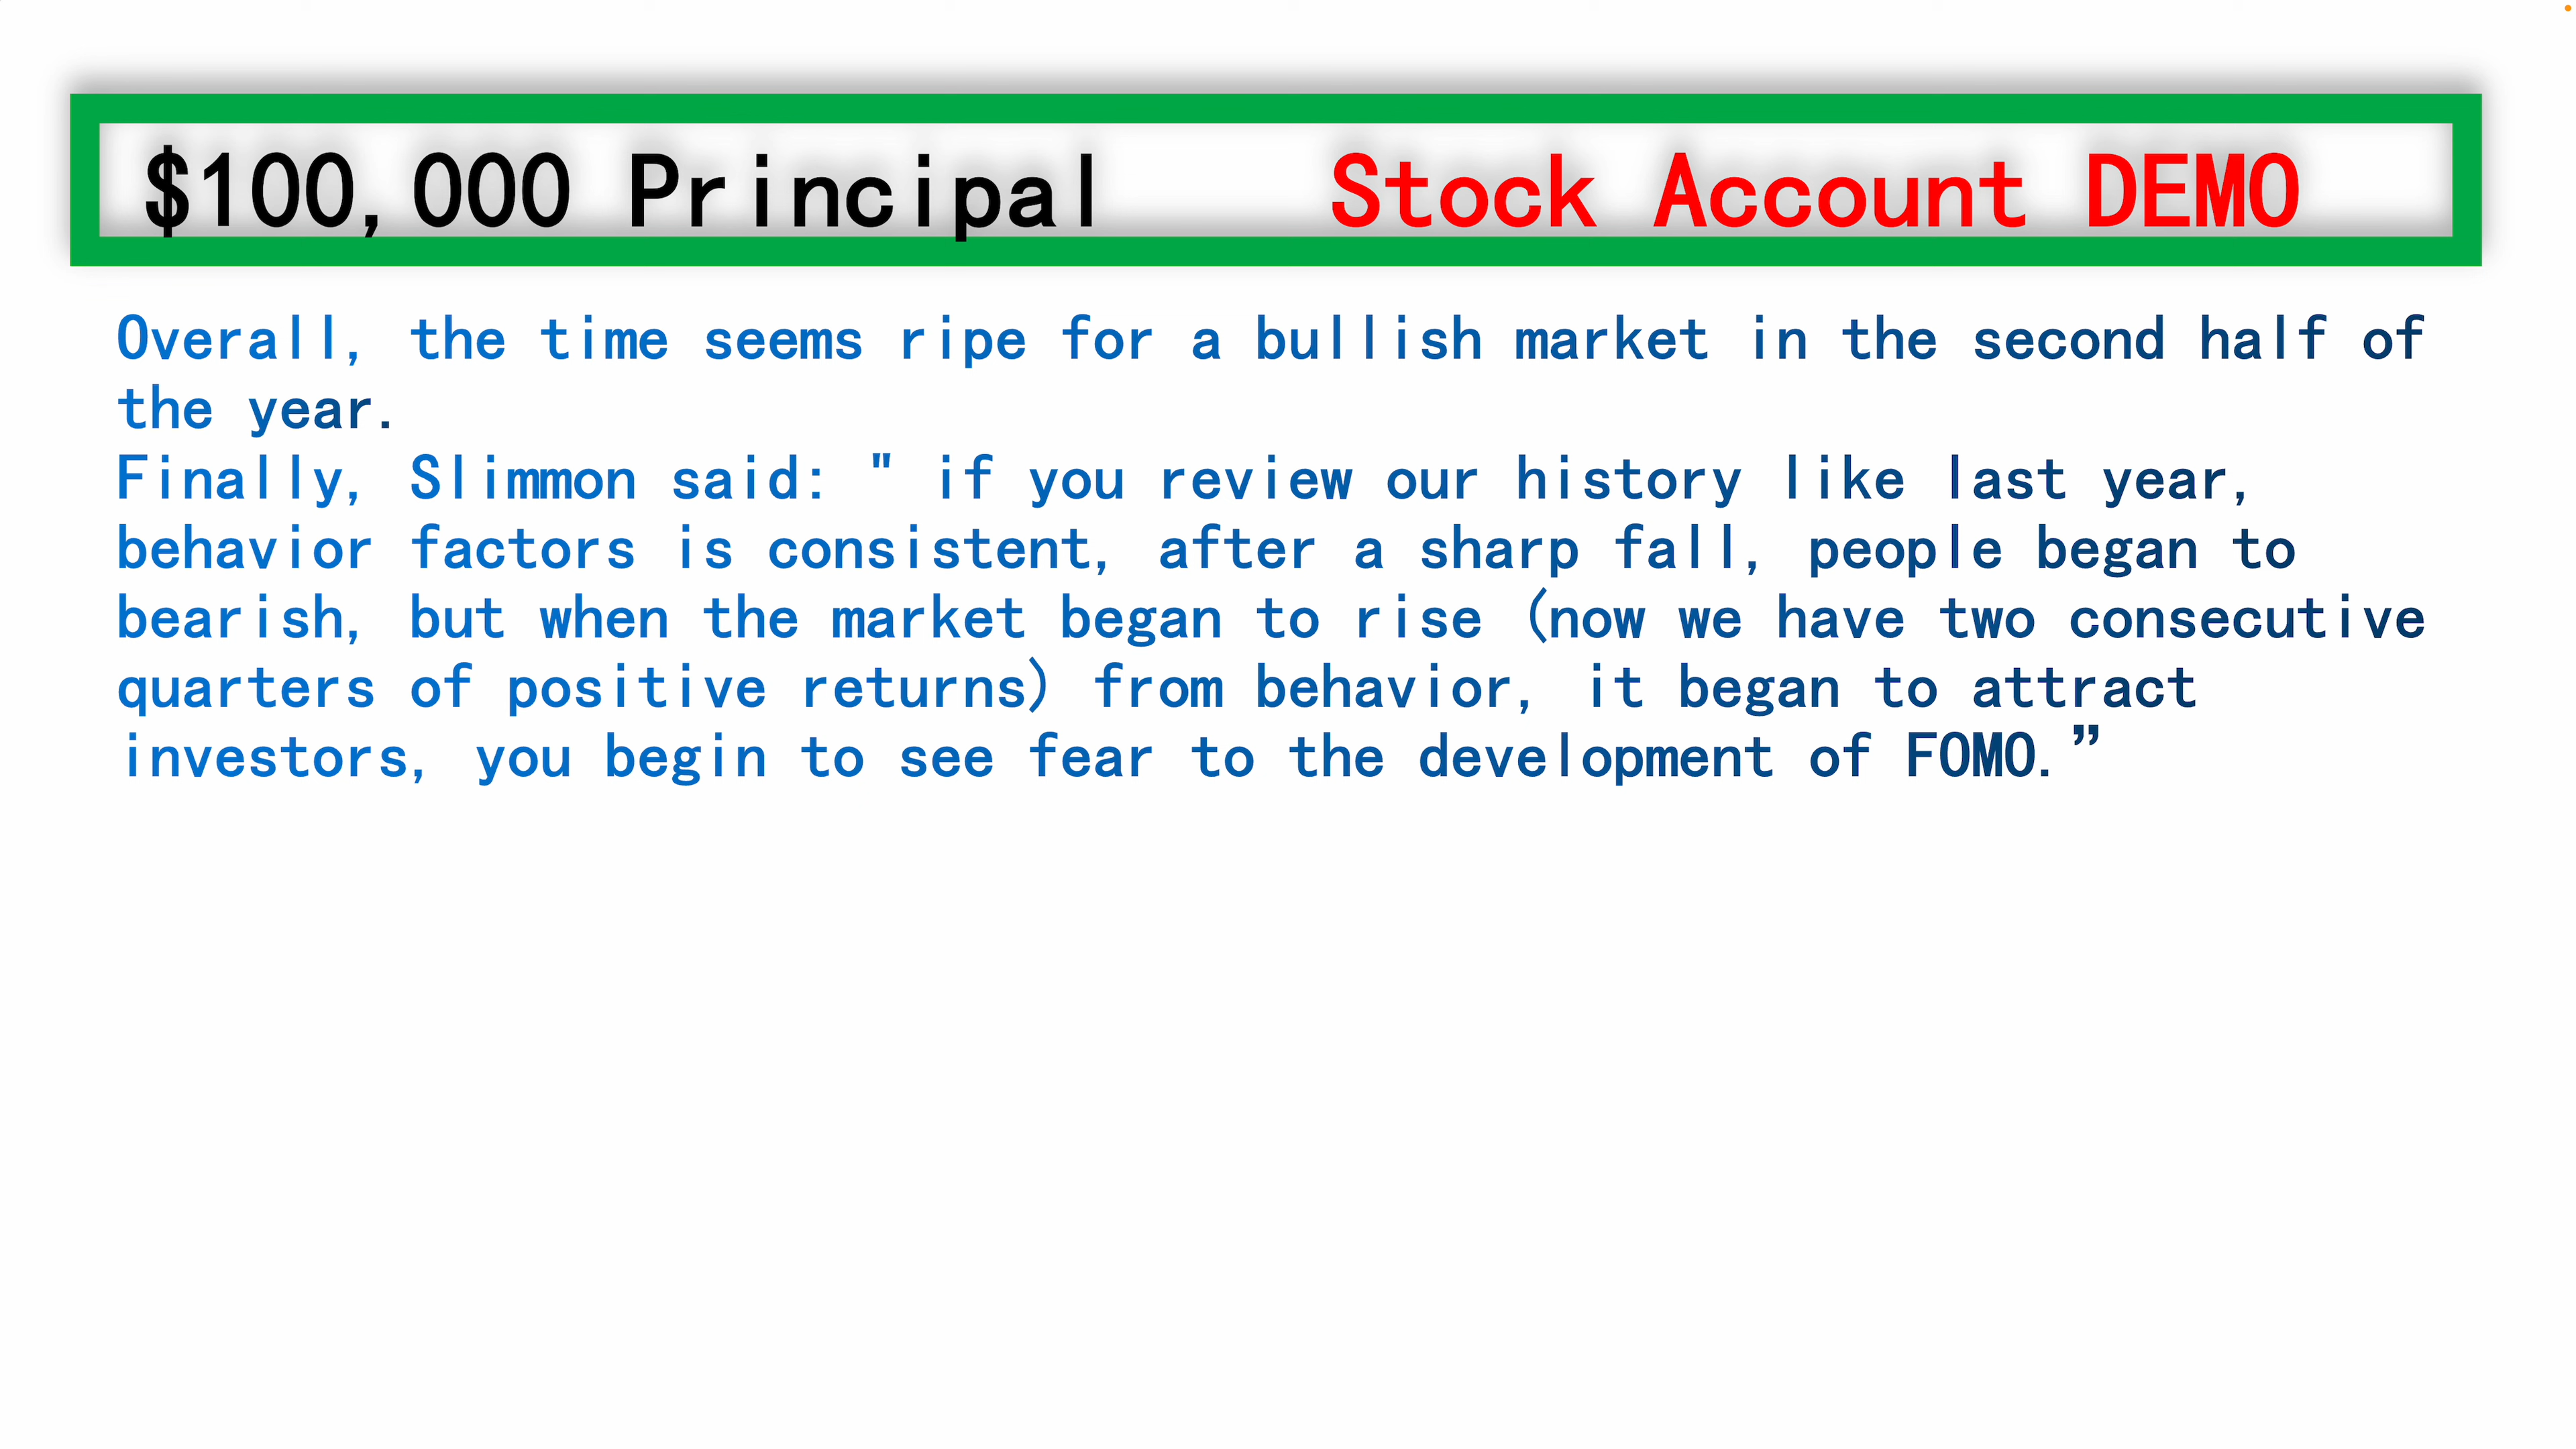 $100,000 Principal Stock Account DEMO
Overall, the time seems ripe for a bullish market in the second half of
the year.
Finally, Slimmon said: " if you review our history like last year,
behavior factors is consistent, after a sharp fall, people began to
bearish, but when the market began to rise (now we have two consecutive
quarters of positive returns) from behavior, it began to attract
investors, you begin to see fear to the development of FOMO.”